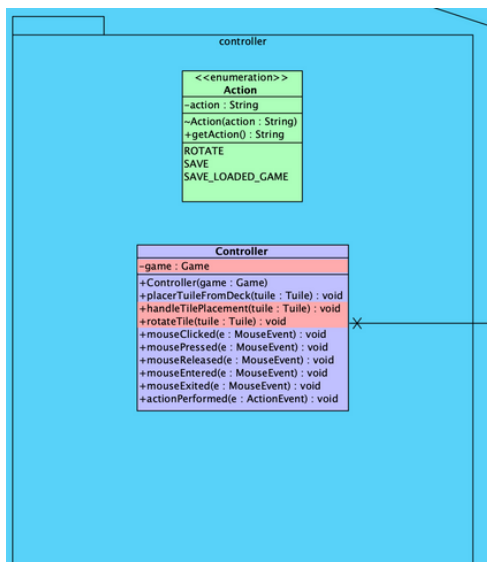 controller
<<enumeration>>
Action
-action : String
~Action(action : String)
+getAction() : String
ROTATE
SAVE
SAVE_LOADED_GAME
Controller
-game : Game
+Controller(game : Game)
+placerTuileFromDeck(tuile : Tuile) : void
+handleTilePlacement(tuile : Tuile) : void
+rotateTile(tuile : Tuile) : void
+mouseClicked(e : MouseEvent) : void
+mousePressed(e : MouseEvent) : void
+mouseReleased(e : MouseEvent) : void
+mouseEntered(e : MouseEvent) : void
+mouseExited(e : MouseEvent) : void
+actionPerformed(e : ActionEvent) : void